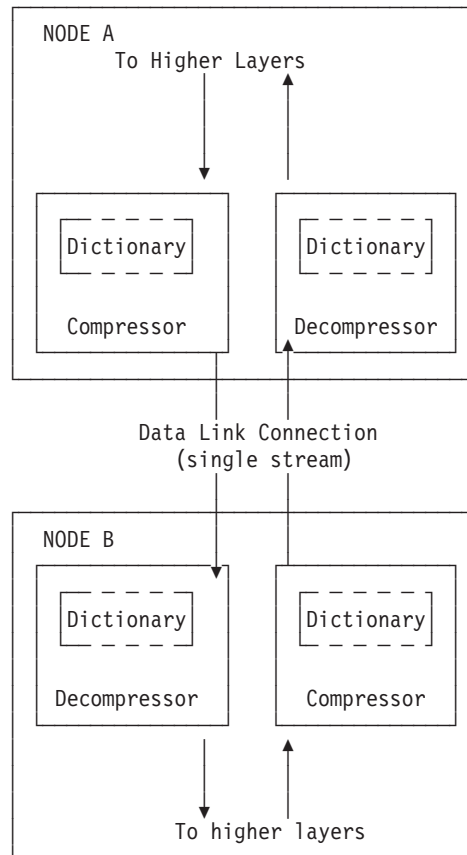 NODE A
To Higher Layers
Dictionary Dictionary
Compressor Decompressor
Data Link Connection
(single stream)
NODE B
Dictionary Dictionary
Decompressor Compressor
To higher layers